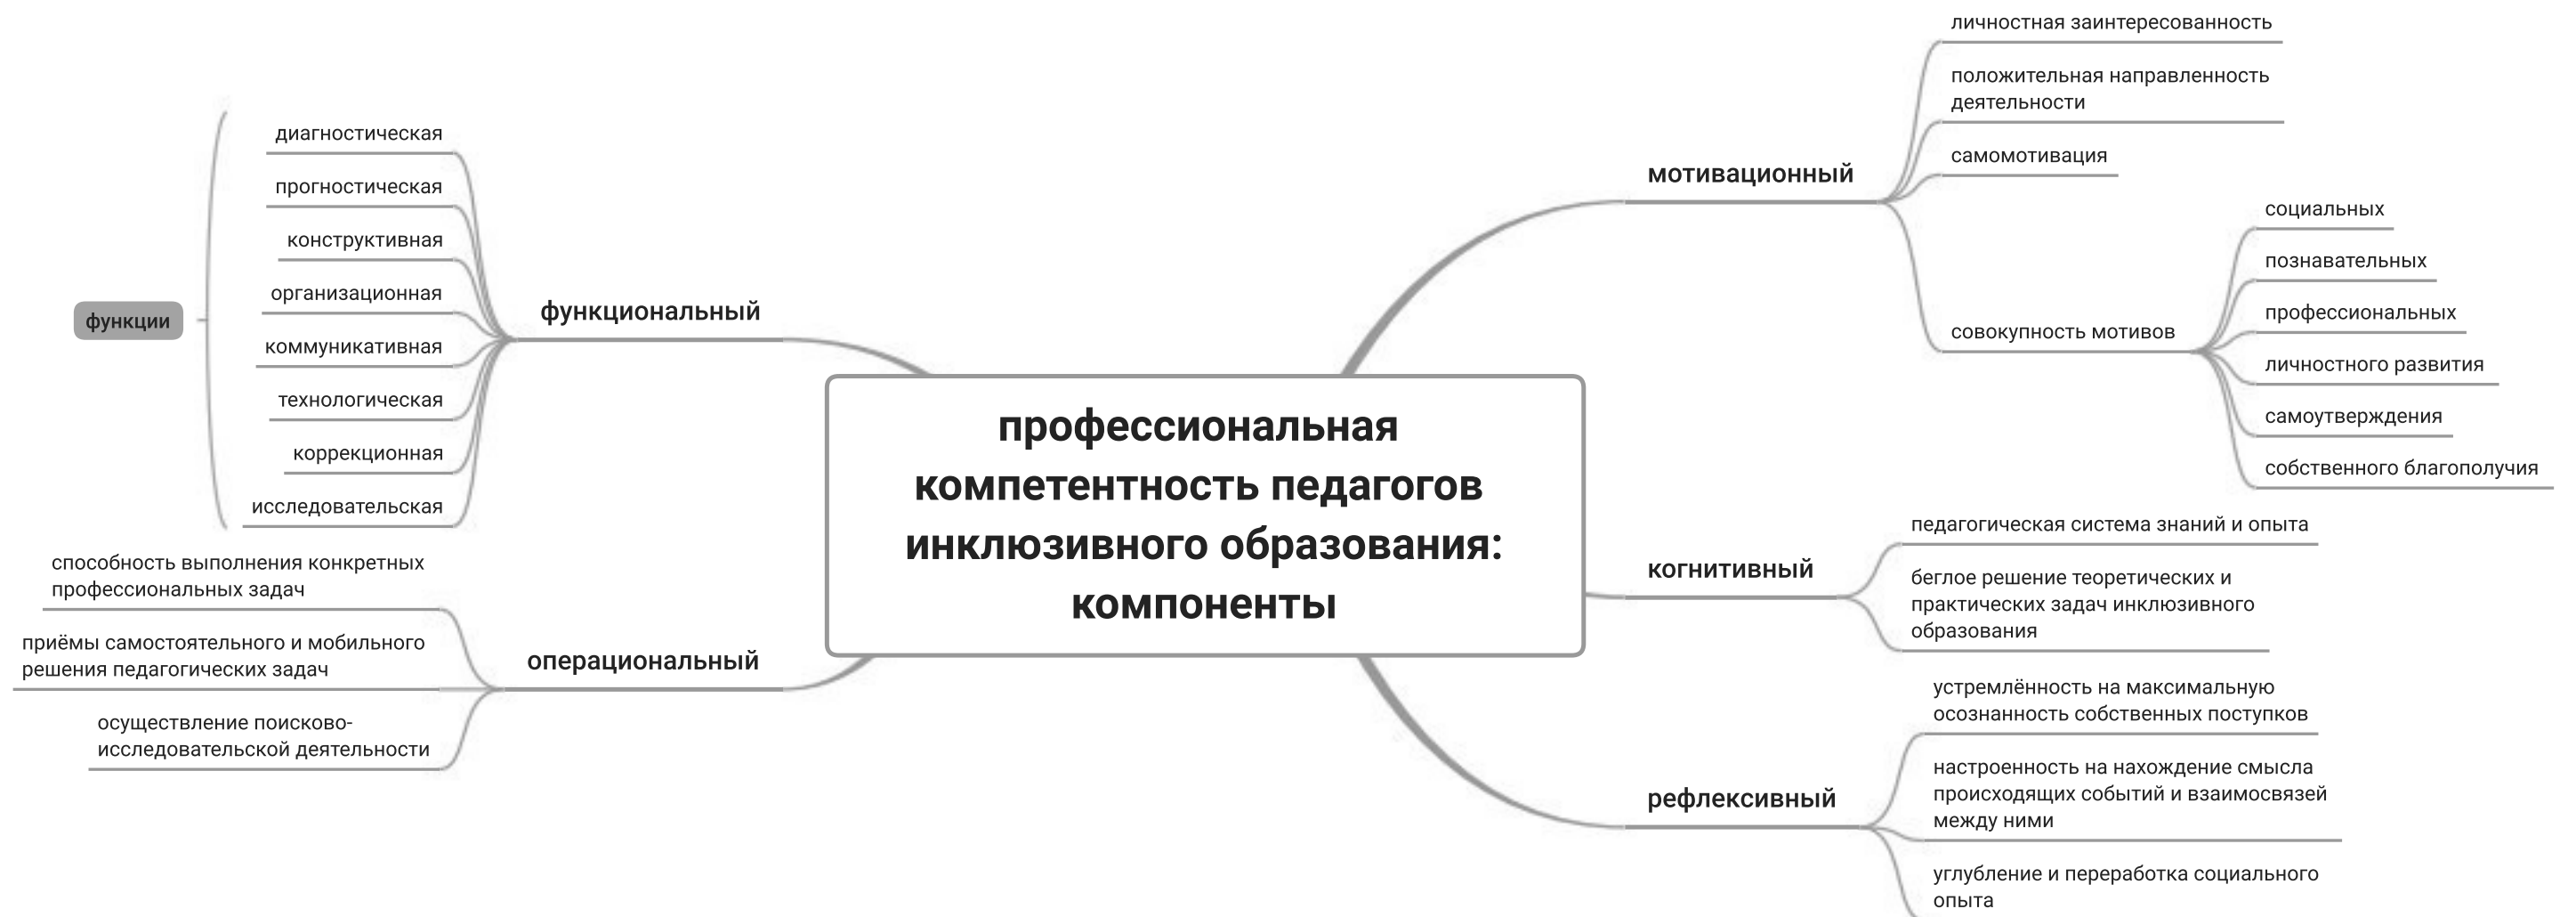 профессиональная
компетентность педагогов
инклюзивного образования:
компоненты
мотивационный
личностная заинтересованность
положительная направленность
деятельности
самомотивация
совокупность мотивов
социальных
познавательных
профессиональных
личностного развития
самоутверждения
собственного благополучия
когнитивный
педагогическая система знаний и опыта
беглое решение теоретических и
практических задач инклюзивного
образования
рефлексивный
устремлённость на максимальную
осознанность собственных поступков
настроенность на нахождение смысла
происходящих событий и взаимосвязей
между ними
углубление и переработка социального
опыта
функциональный
диагностическая
прогностическая
конструктивная
организационная
коммуникативная
технологическая
коррекционная
исследовательская
функции
операциональный
способность выполнения конкретных
профессиональных задач
приёмы самостоятельного и мобильного
решения педагогических задач
осуществление поисково-
исследовательской деятельности